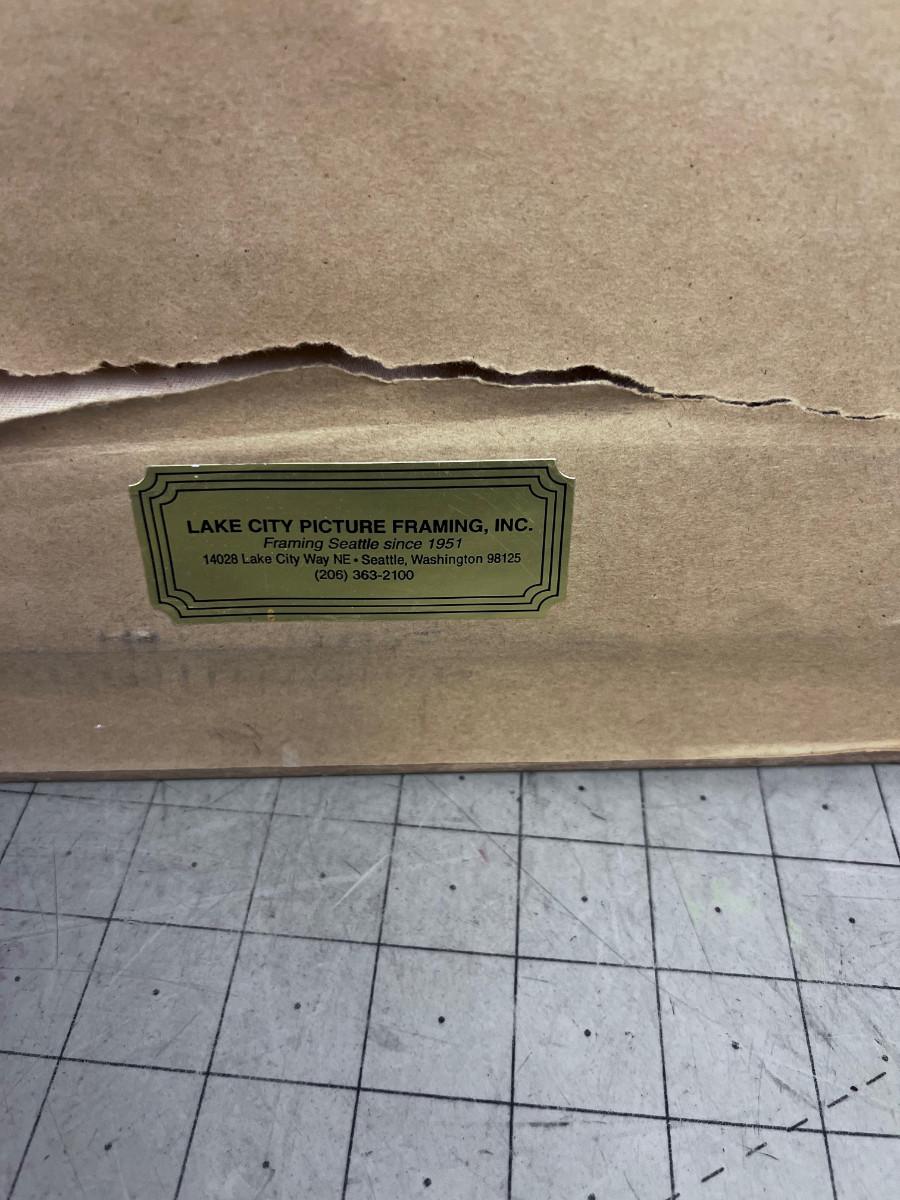 LAKE CITY PICTURE FRAMING, INC.
Framing Seattle since 1951
14028 Lake City Way NE • Seattle, Washington 98125
(206) 363-2100